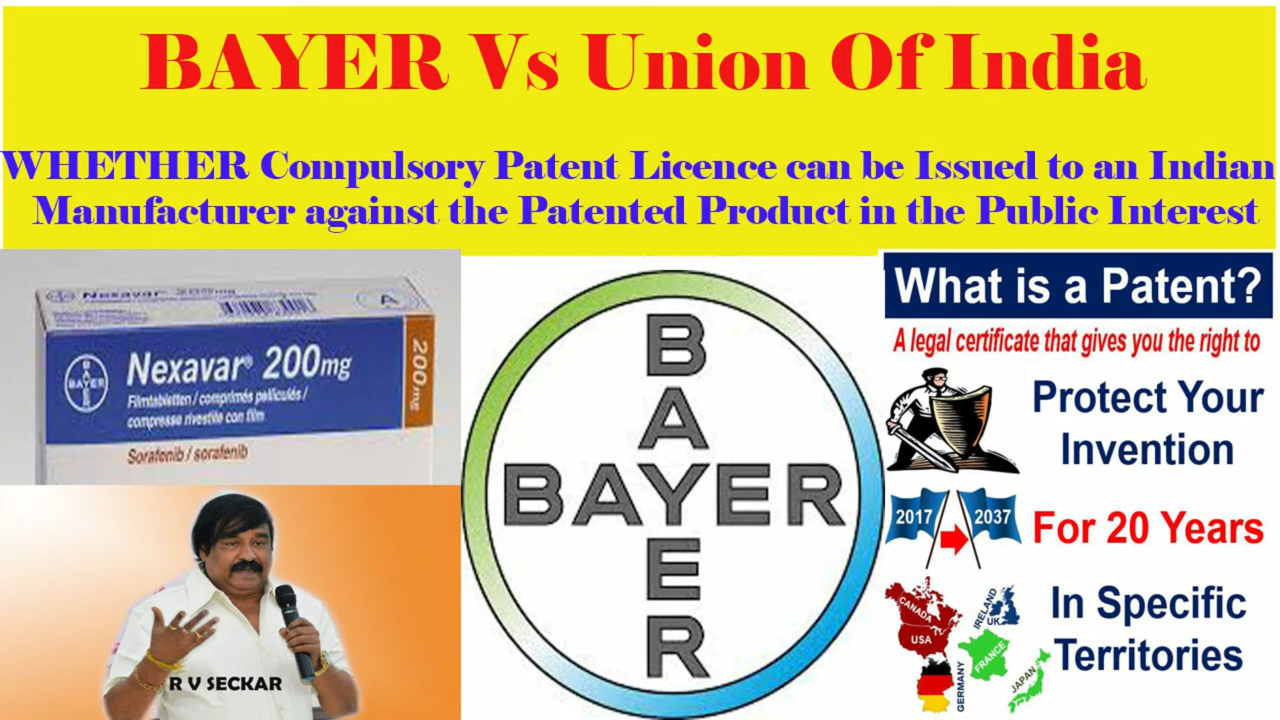 BAYER Vs Union Of India
WHETHER Compulsory Patent Licence can be Issued to an Indian
Manufacturer against the Patented Product in the Public Interest
Nexavar 200mg
A
BAYER
BAYER
Nexavar® 200mg
Filmtabletten / comprimés pelliculés /
compresse rivestite con film
Sorafenib / sorafenib
200mg
R V SECKAR
BAYER
BAYER
What is a Patent?
A legal certificate that gives you the right to
Protect Your
Invention
2017
2037
For 20 Years
In Specific
Territories
CANADA
USA
IRELAND
UK
FRANCE
GERMANY
JAPAN